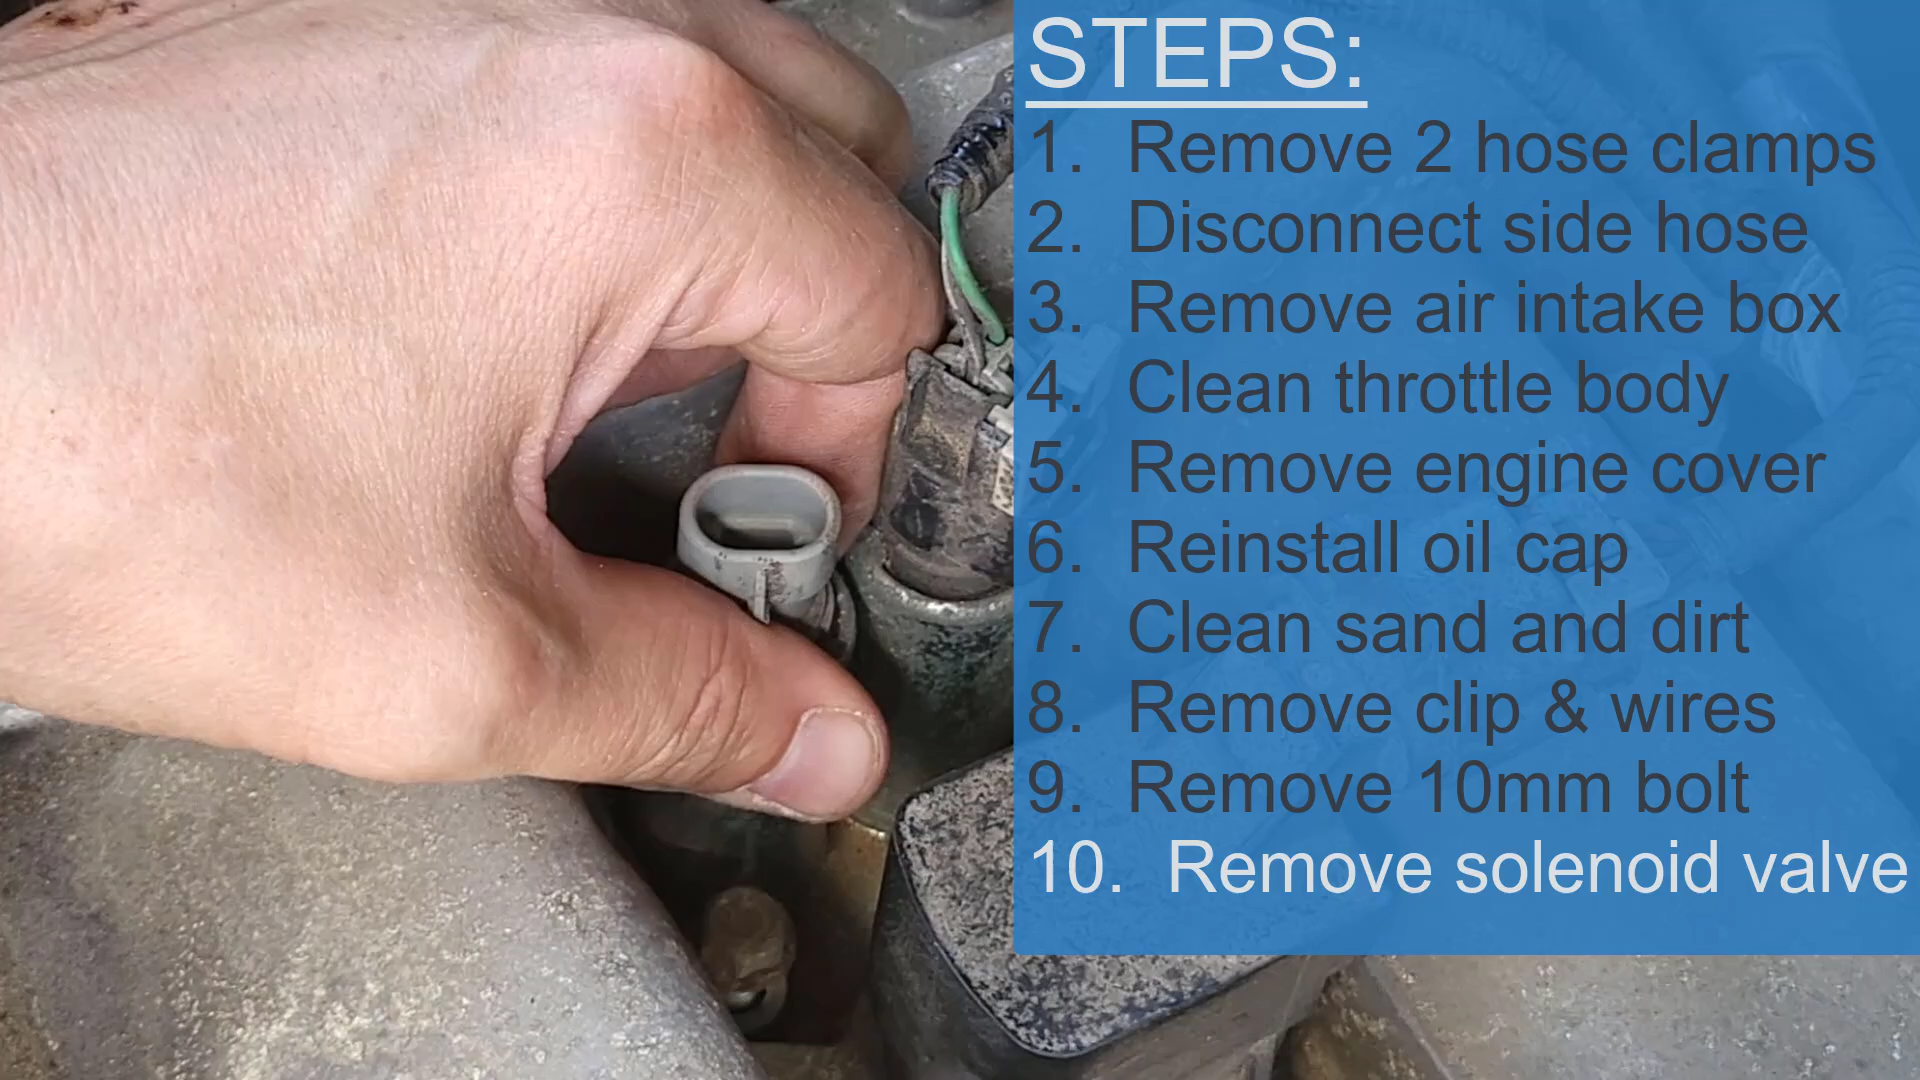 STEPS:
1. Remove 2 hose clamps
2. Disconnect side hose
3. Remove air intake box
4. Clean throttle body
5. Remove engine cover
6. Reinstall oil cap
7. Clean sand and dirt
8. Remove clip & wires
9. Remove 10mm bolt
10. Remove solenoid valve